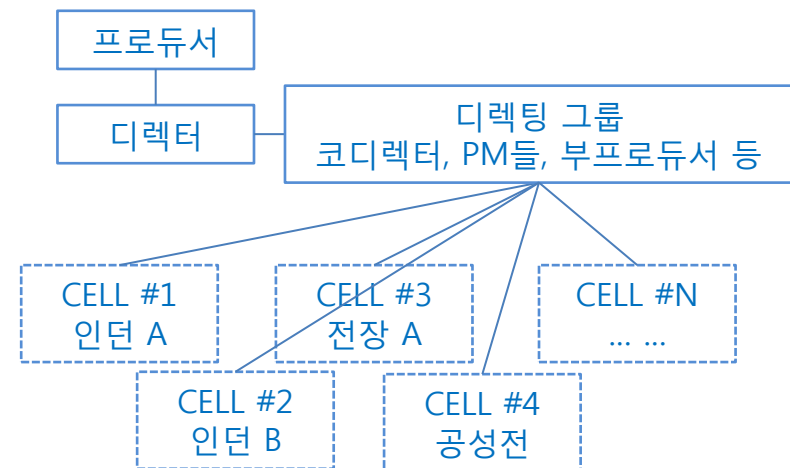 프로듀서
디렉터
디렉팅 그룹
코디렉터, PM들, 부프로듀서 등
CELL #1
인던 A
CELL #3
전장 A
CELL #N
... ...
CELL #2
인던 B
CELL #4
공성전